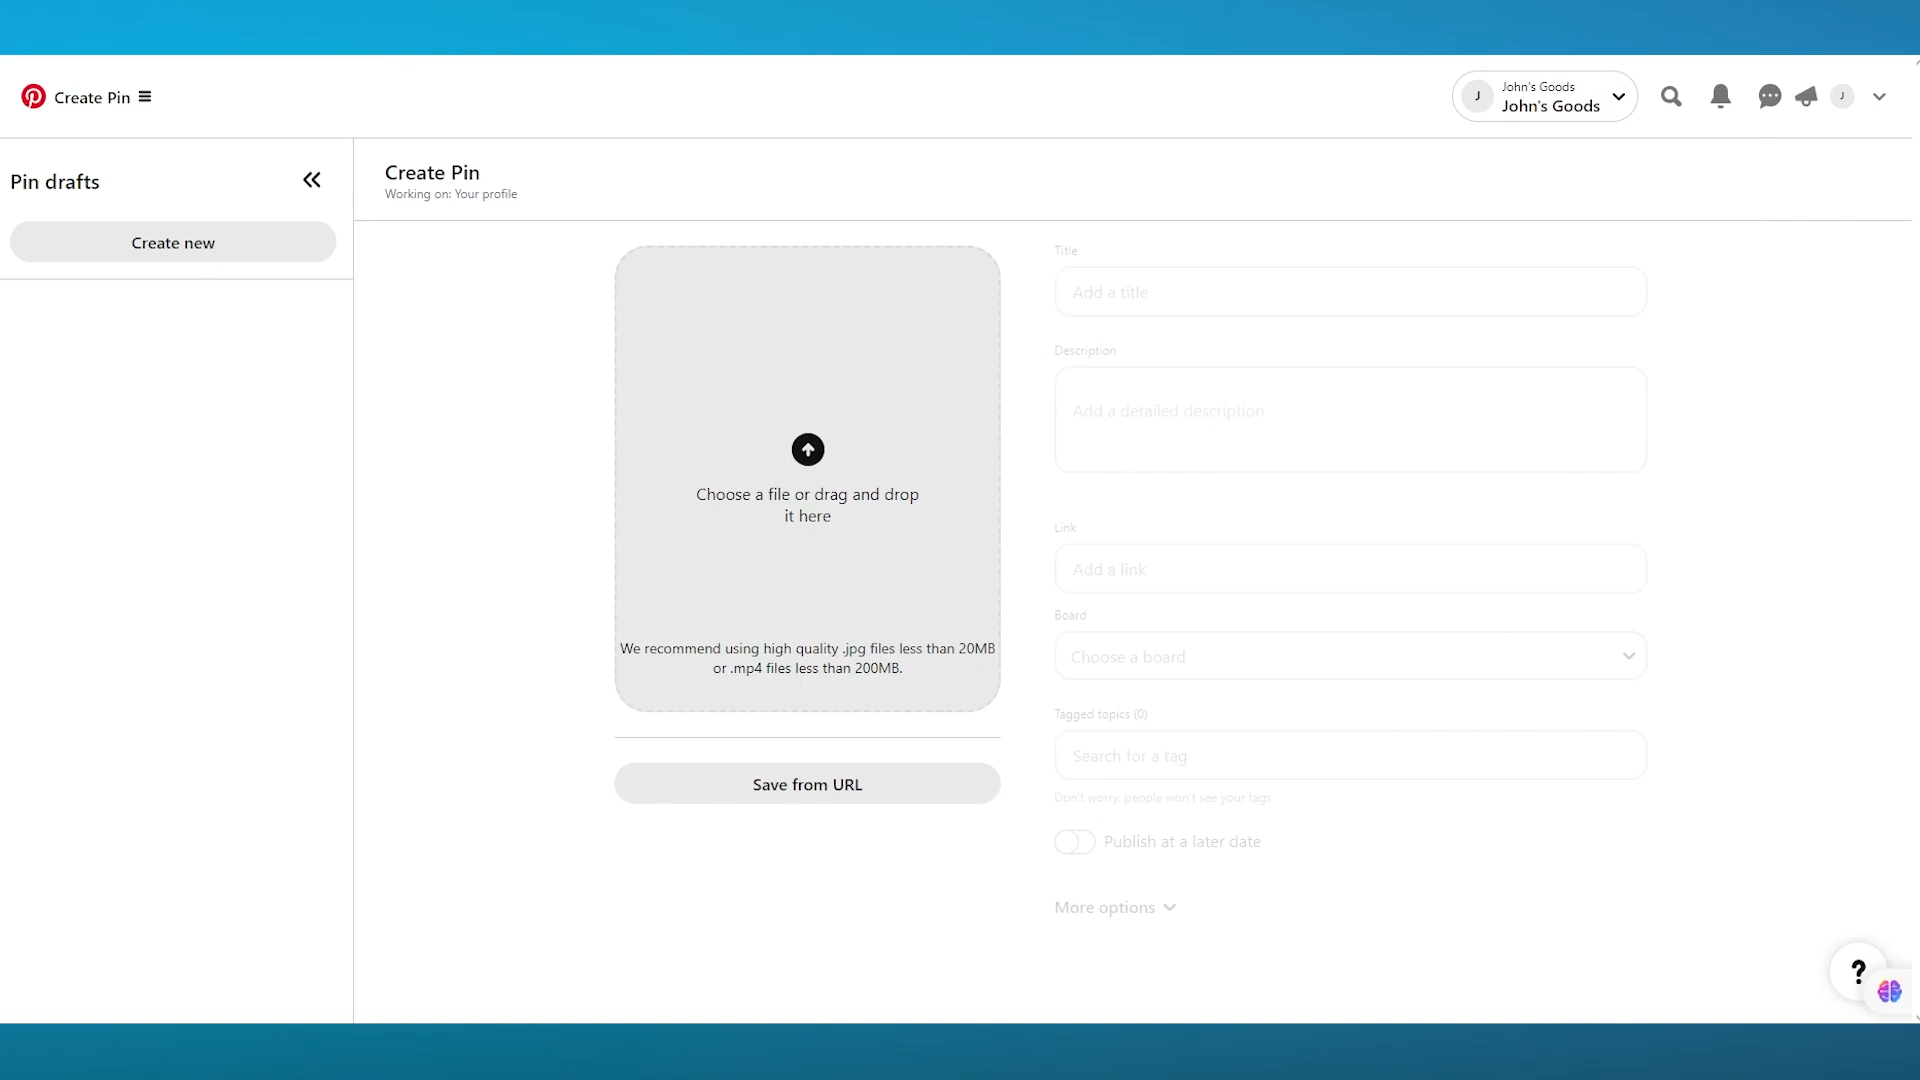 Create Pin
J
John's Goods
John's Goods
J
Pin drafts
Create new
Create Pin
Working on: Your profile
Choose a file or drag and drop
it here
We recommend using high quality .jpg files less than 20MB
or .mp4 files less than 200MB.
Save from URL
Title
Add a title
Description
Add a detailed description
Link
Add a link
Board
Choose a board
Tagged topics (0)
Search for a tag
Don't worry, people won't see your tags
Publish at a later date
More options
?